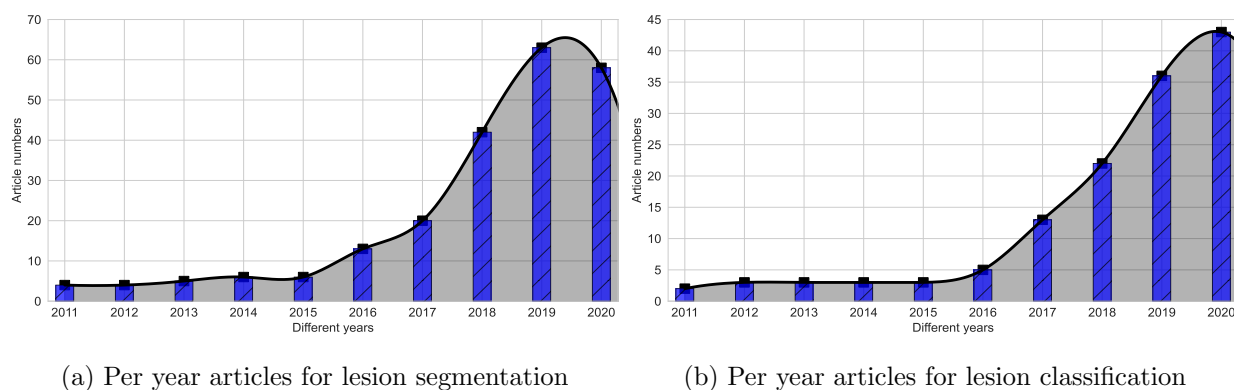 70
60
50
40
30
20
10
0
Article numbers
2011 2012 2013 2014 2015 2016 2017 2018 2019 2020
Different years
(a) Per year articles for lesion segmentation
45
40
35
30
25
20
15
10
5
0
Article numbers
2011 2012 2013 2014 2015 2016 2017 2018 2019 2020
Different years
(b) Per year articles for lesion classification